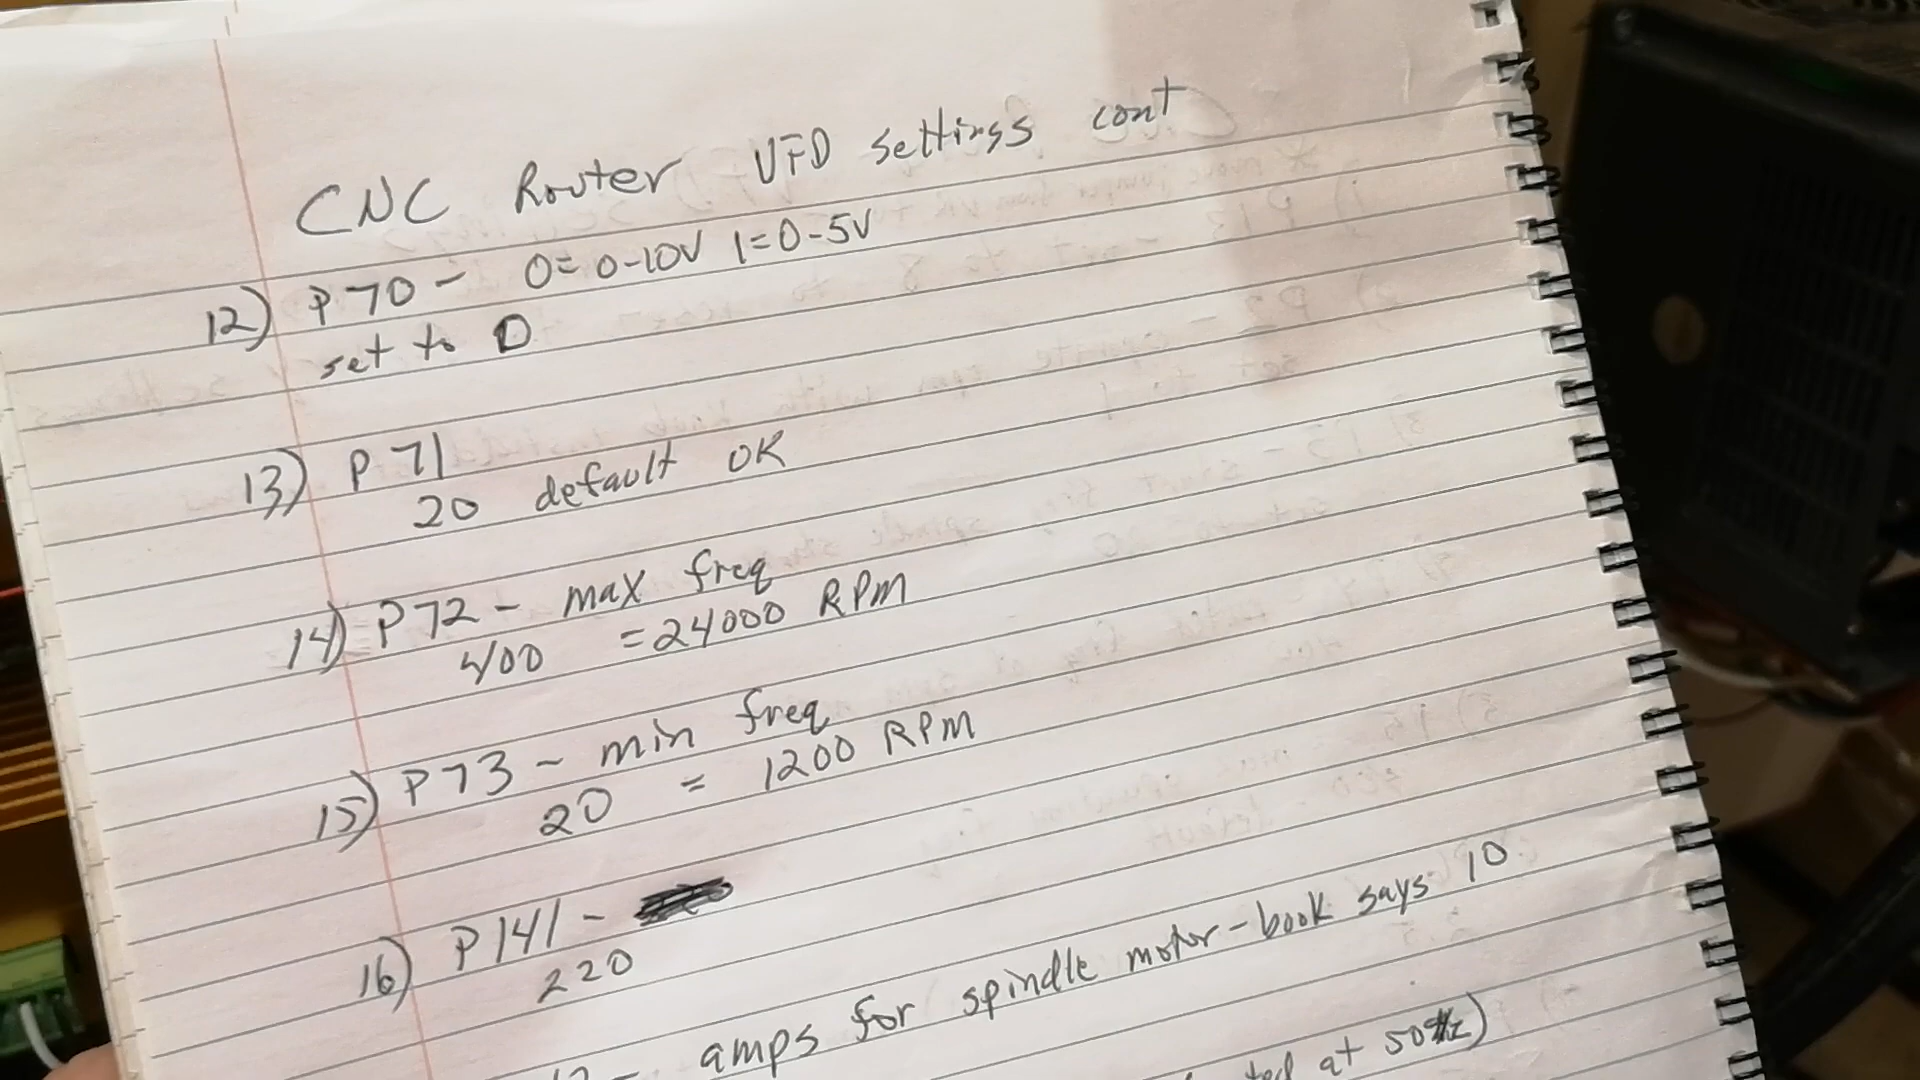 CNC Router VFD settings cont
12) P70 - 0= 0-10V 1=0-5V
set to 0
13) P71
20 default OK
14) P72 - max freq
400 = 24000 RPM
15) P73 - min freq
20 = 1200 RPM
16) P141 -
220
amps for spindle motor - book says 10
at 50Hz)